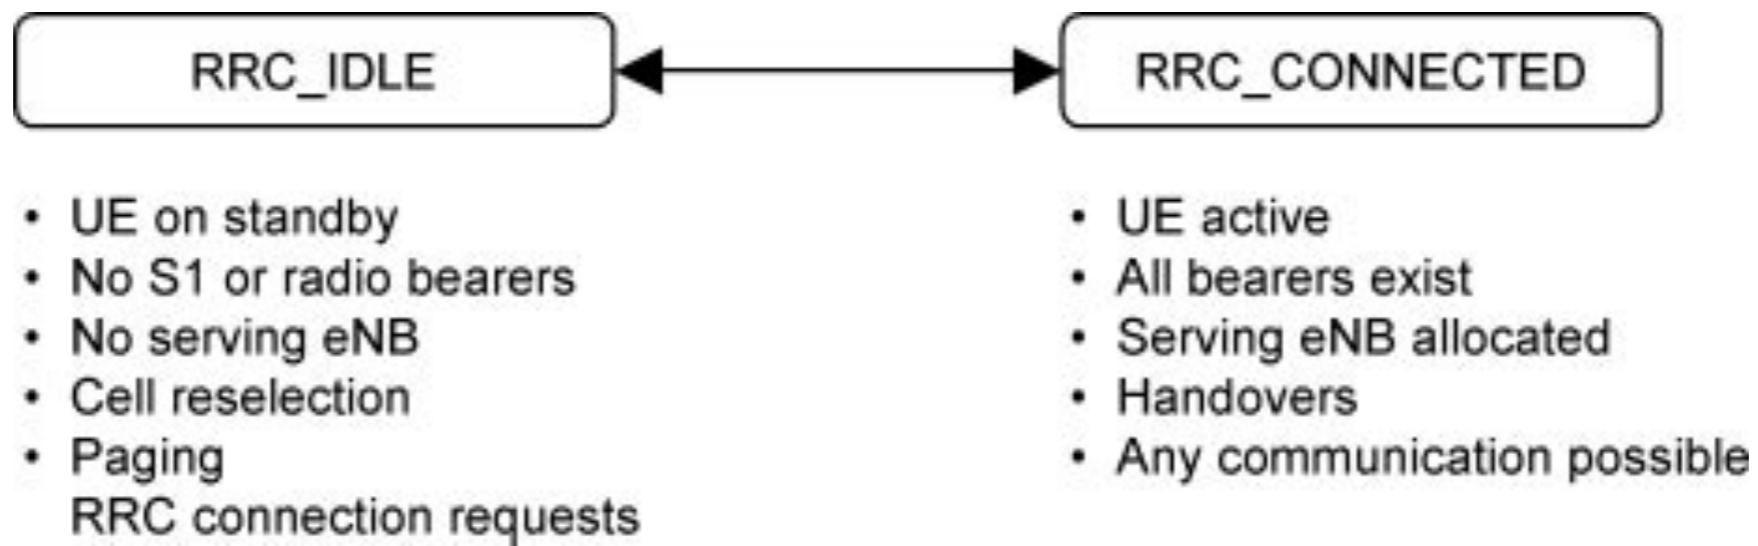 RRC_IDLE
RRC_CONNECTED
• UE on standby
• No S1 or radio bearers
• No serving eNB
• Cell reselection
• Paging
RRC connection requests
• UE active
• All bearers exist
• Serving eNB allocated
• Handovers
• Any communication possible